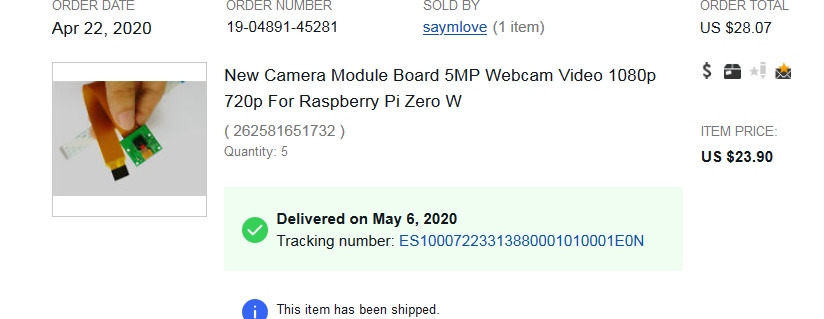 ORDER DATE
ORDER NUMBER
SOLD BY
ORDER TOTAL
Apr 22, 2020
19-04891-45281
saymlove (1 item)
US $28.07
New Camera Module Board 5MP Webcam Video 1080p
720p For Raspberry Pi Zero W
( 262581651732 )
Quantity: 5
$
ITEM PRICE:
US $23.90
Delivered on May 6, 2020
Tracking number: ES10007223313880001010001E0N
This item has been shipped.